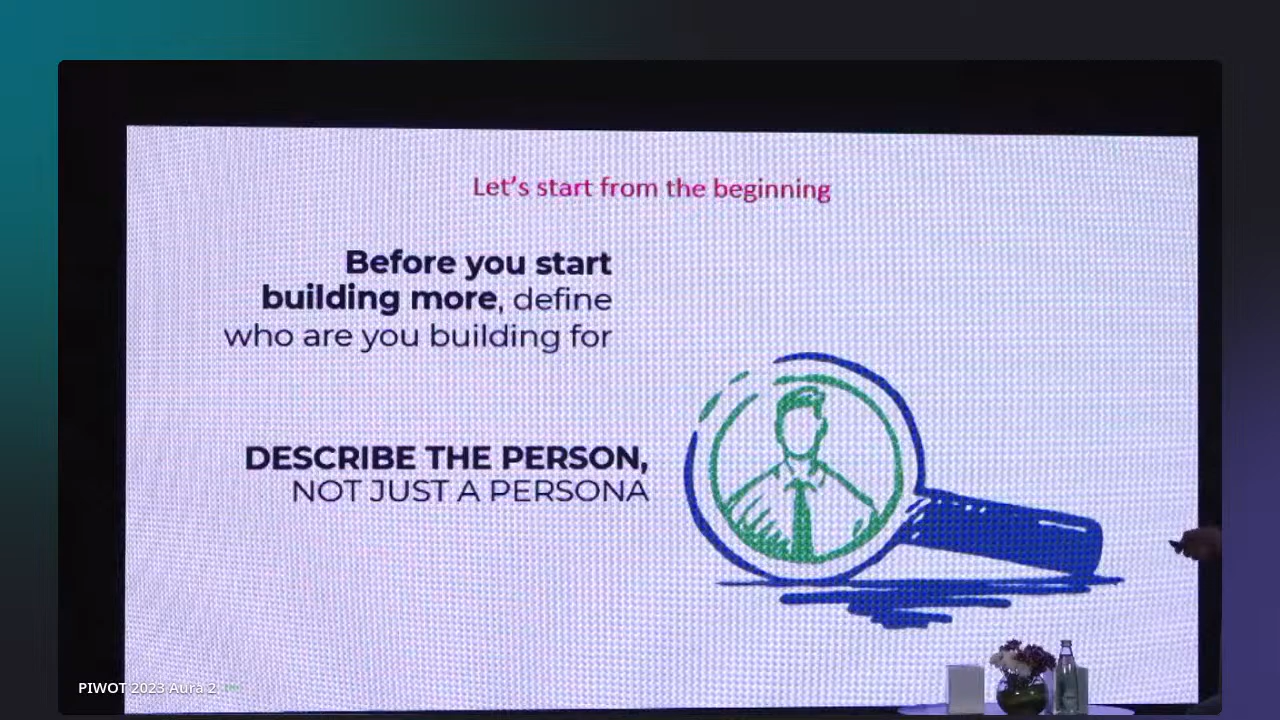 Let's start from the beginning
Before you start
building more, define
who are you building for
DESCRIBE THE PERSON,
NOT JUST A PERSONA
PIWOT 2023 Aura 2